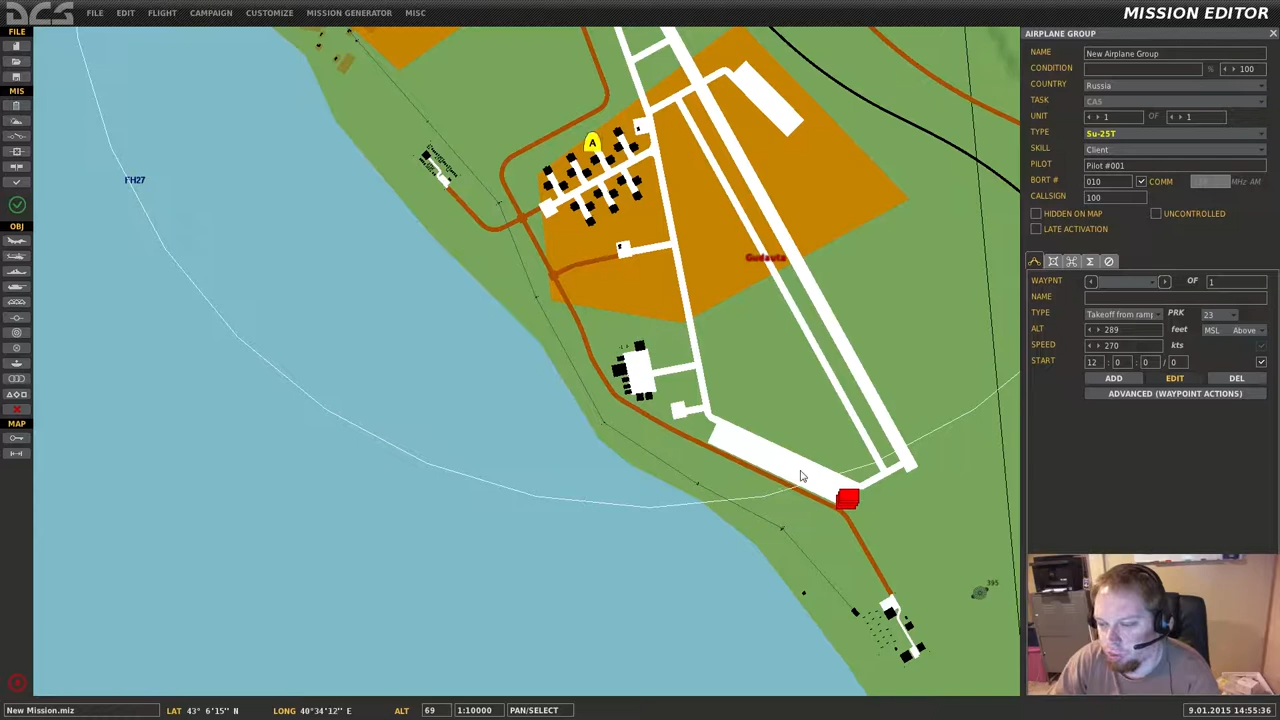 DCS
FILE EDIT FLIGHT CAMPAIGN CUSTOMIZE MISSION GENERATOR MISC
MISSION EDITOR
FILE
MIS
OBJ
MAP
FH27
A
Gudauta
395
AIRPLANE GROUP
NAME New Airplane Group
CONDITION % 100
COUNTRY Russia
TASK CAS
UNIT 1 OF 1
TYPE Su-25T
SKILL Client
PILOT Pilot #001
BORT # 010 COMM MHz AM
CALLSIGN 100
HIDDEN ON MAP UNCONTROLLED
LATE ACTIVATION
WAYPNT OF 1
NAME
TYPE Takeoff from ramp PRK 23
ALT 289 feet MSL Above
SPEED 270 kts
START 12 : 0 : 0 / 0
ADD EDIT DEL
ADVANCED (WAYPOINT ACTIONS)
New Mission.miz LAT 43° 6'15" N LONG 40°34'12" E ALT 69 1:10000 PAN/SELECT 9.01.2015 14:55:36